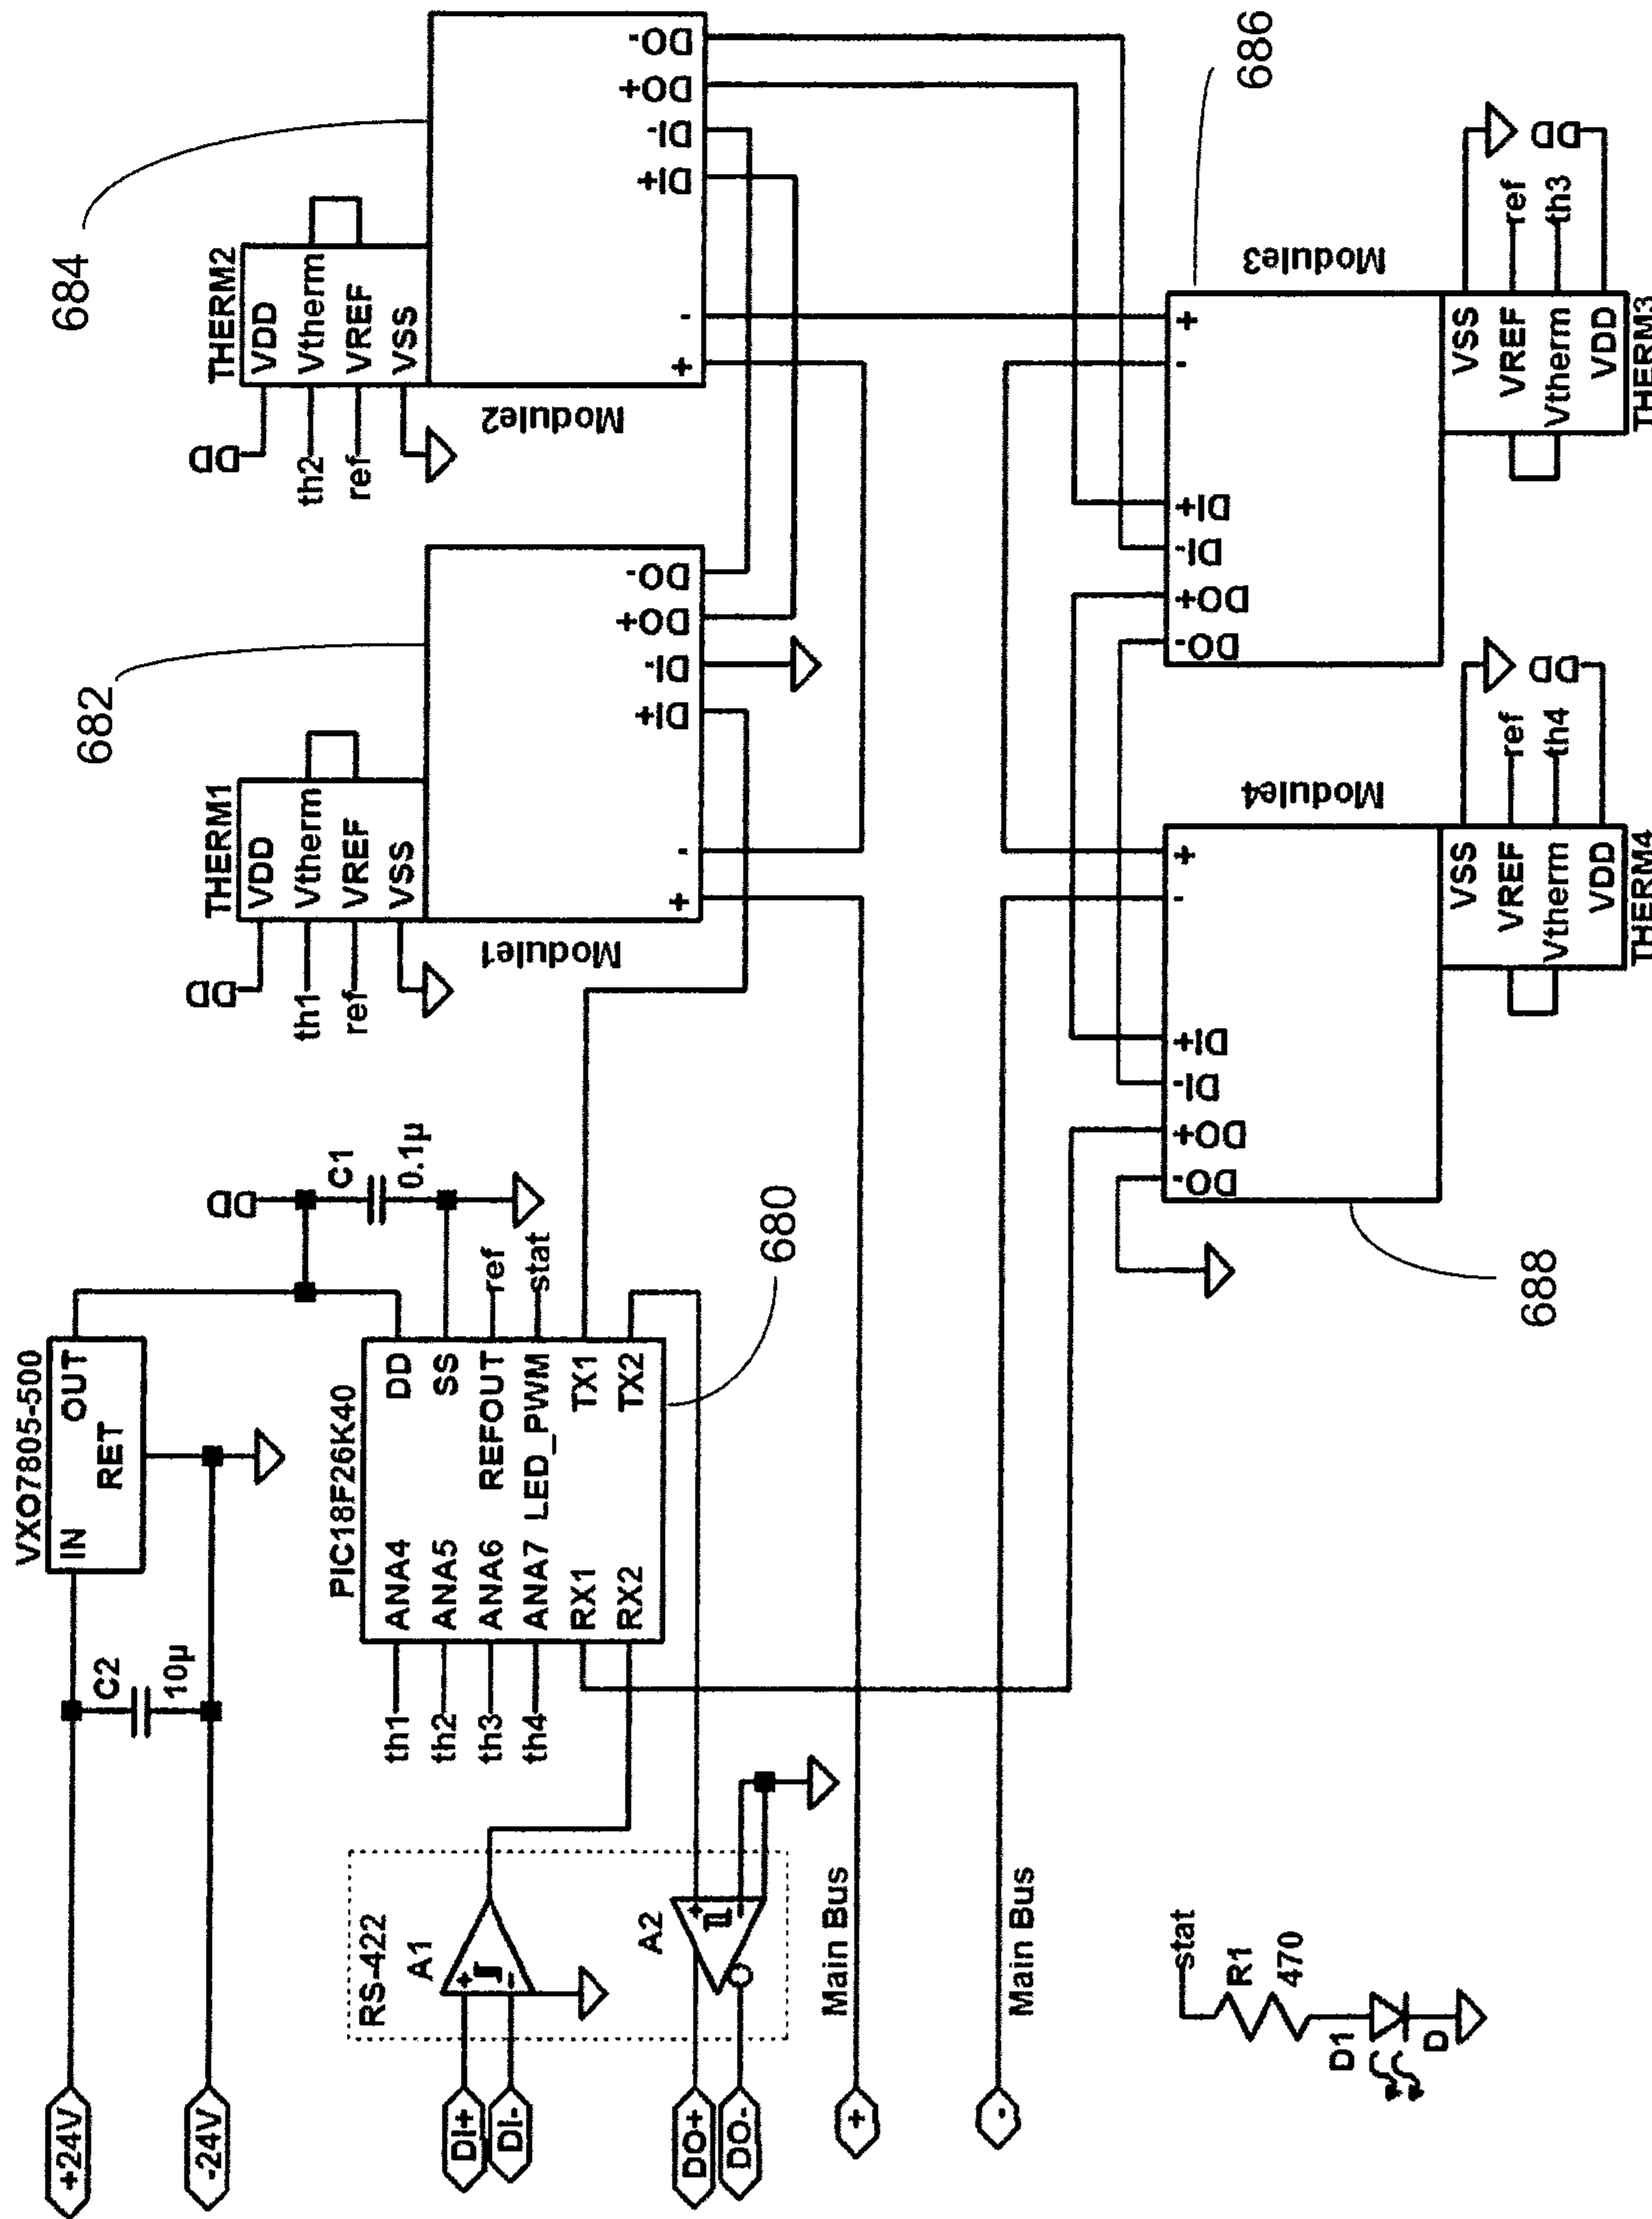 +24V
-24V
C2
10µ
VXO7805-500
IN
OUT
RET
DD
C1
0.1µ
PIC18F26K40
ANA4
ANA5
ANA6
ANA7
RX1
RX2
DD
SS
REFOUT
LED_PWM
TX1
TX2
th1
th2
th3
th4
ref
stat
680
RS-422
A1
+
-
A2
+
-
DI+
DI-
DO+
DO-
+
Main Bus
-
Main Bus
THERM1
VDD
Vtherm
VREF
VSS
DD
th1
ref
682
Module1
+
-
DI+
DI-
DO+
DO-
THERM2
VDD
Vtherm
VREF
VSS
DD
th2
ref
684
Module2
+
-
DI+
DI-
DO+
DO-
686
Module3
+
-
DI+
DI-
DO+
DO-
VSS
VREF
Vtherm
VDD
THERM3
ref
th3
DD
688
Module4
+
-
DI+
DI-
DO+
DO-
VSS
VREF
Vtherm
VDD
THERM4
ref
th4
DD
stat
R1
470
D1
D